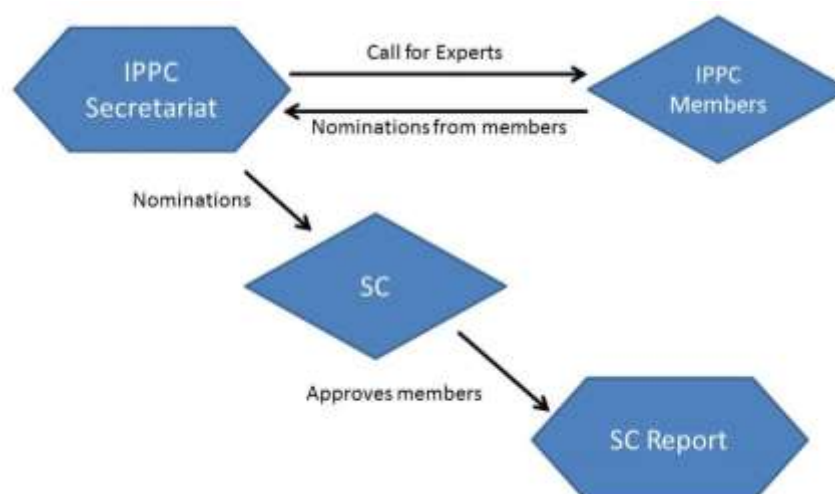 IPPC
Secretariat
Call for Experts
IPPC
Members
Nominations from members
Nominations
SC
Approves members
SC Report